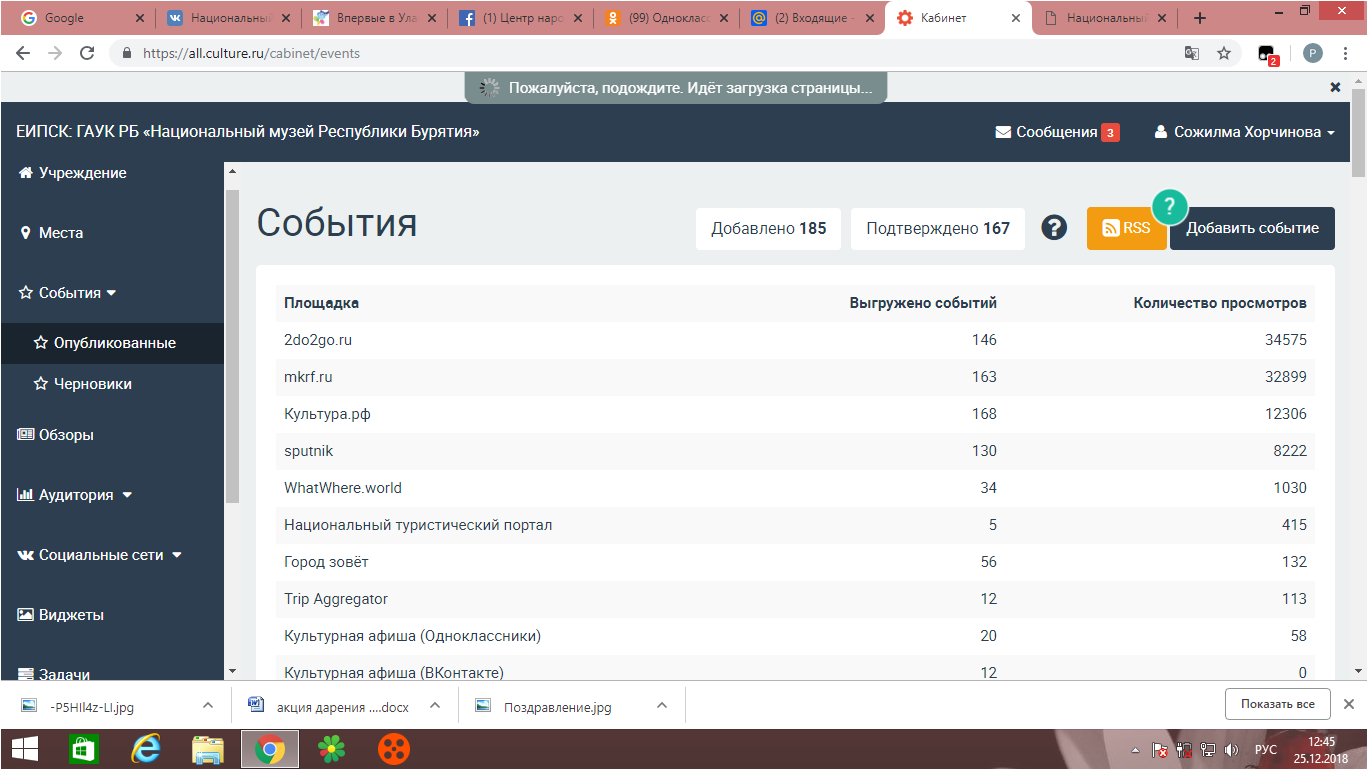 Google
Национальный
Впервые в Ула
(1) Центр наро
(99) Одноклас
(2) Входящие -
Кабинет
Национальный
https://all.culture.ru/cabinet/events
2
P
Пожалуйста, подождите. Идёт загрузка страницы...
ЕИПСК: ГАУК РБ «Национальный музей Республики Бурятия»
Сообщения 3
Сожилма Хорчинова
Учреждение
Места
События
Опубликованные
Черновики
Обзоры
Аудитория
Социальные сети
Виджеты
Задачи
События
Добавлено 185
Подтверждено 167
?
RSS
?
Добавить событие
Площадка Выгружено событий Количество просмотров
2do2go.ru 146 34575
mkrf.ru 163 32899
Культура.рф 168 12306
sputnik 130 8222
WhatWhere.world 34 1030
Национальный туристический портал 5 415
Город зовёт 56 132
Trip Aggregator 12 113
Культурная афиша (Одноклассники) 20 58
Культурная афиша (ВКонтакте) 12 0
акция дарения ....docx
Поздравление.jpg
Показать все
РУС
12:45
25.12.2018